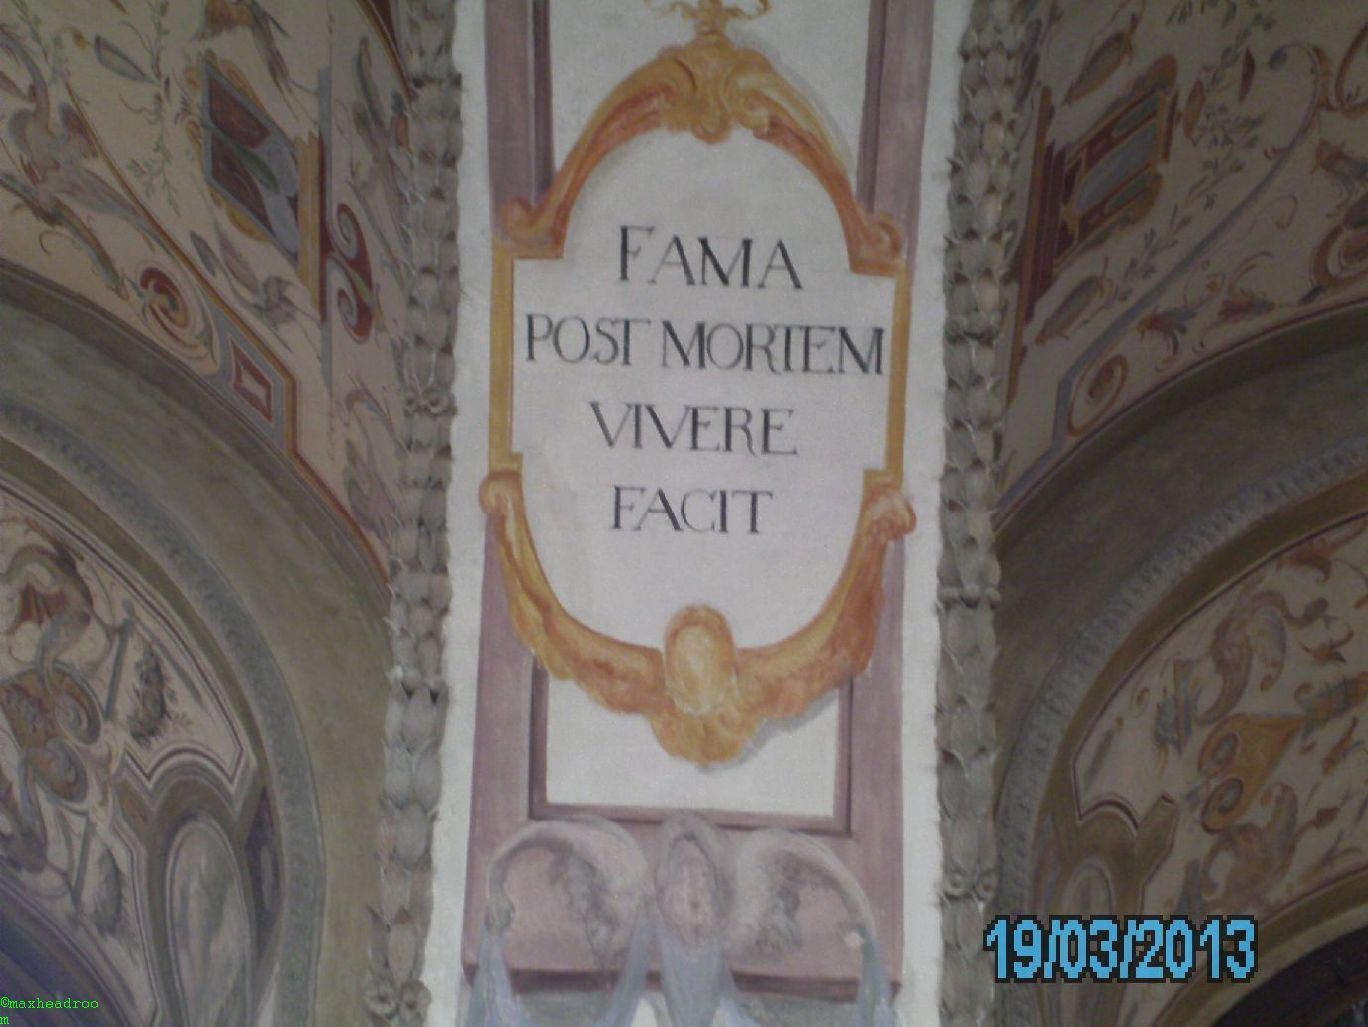 FAMA
POST MORTEM
VIVERE
FACIT
19/03/2013
©maxheadroo
m